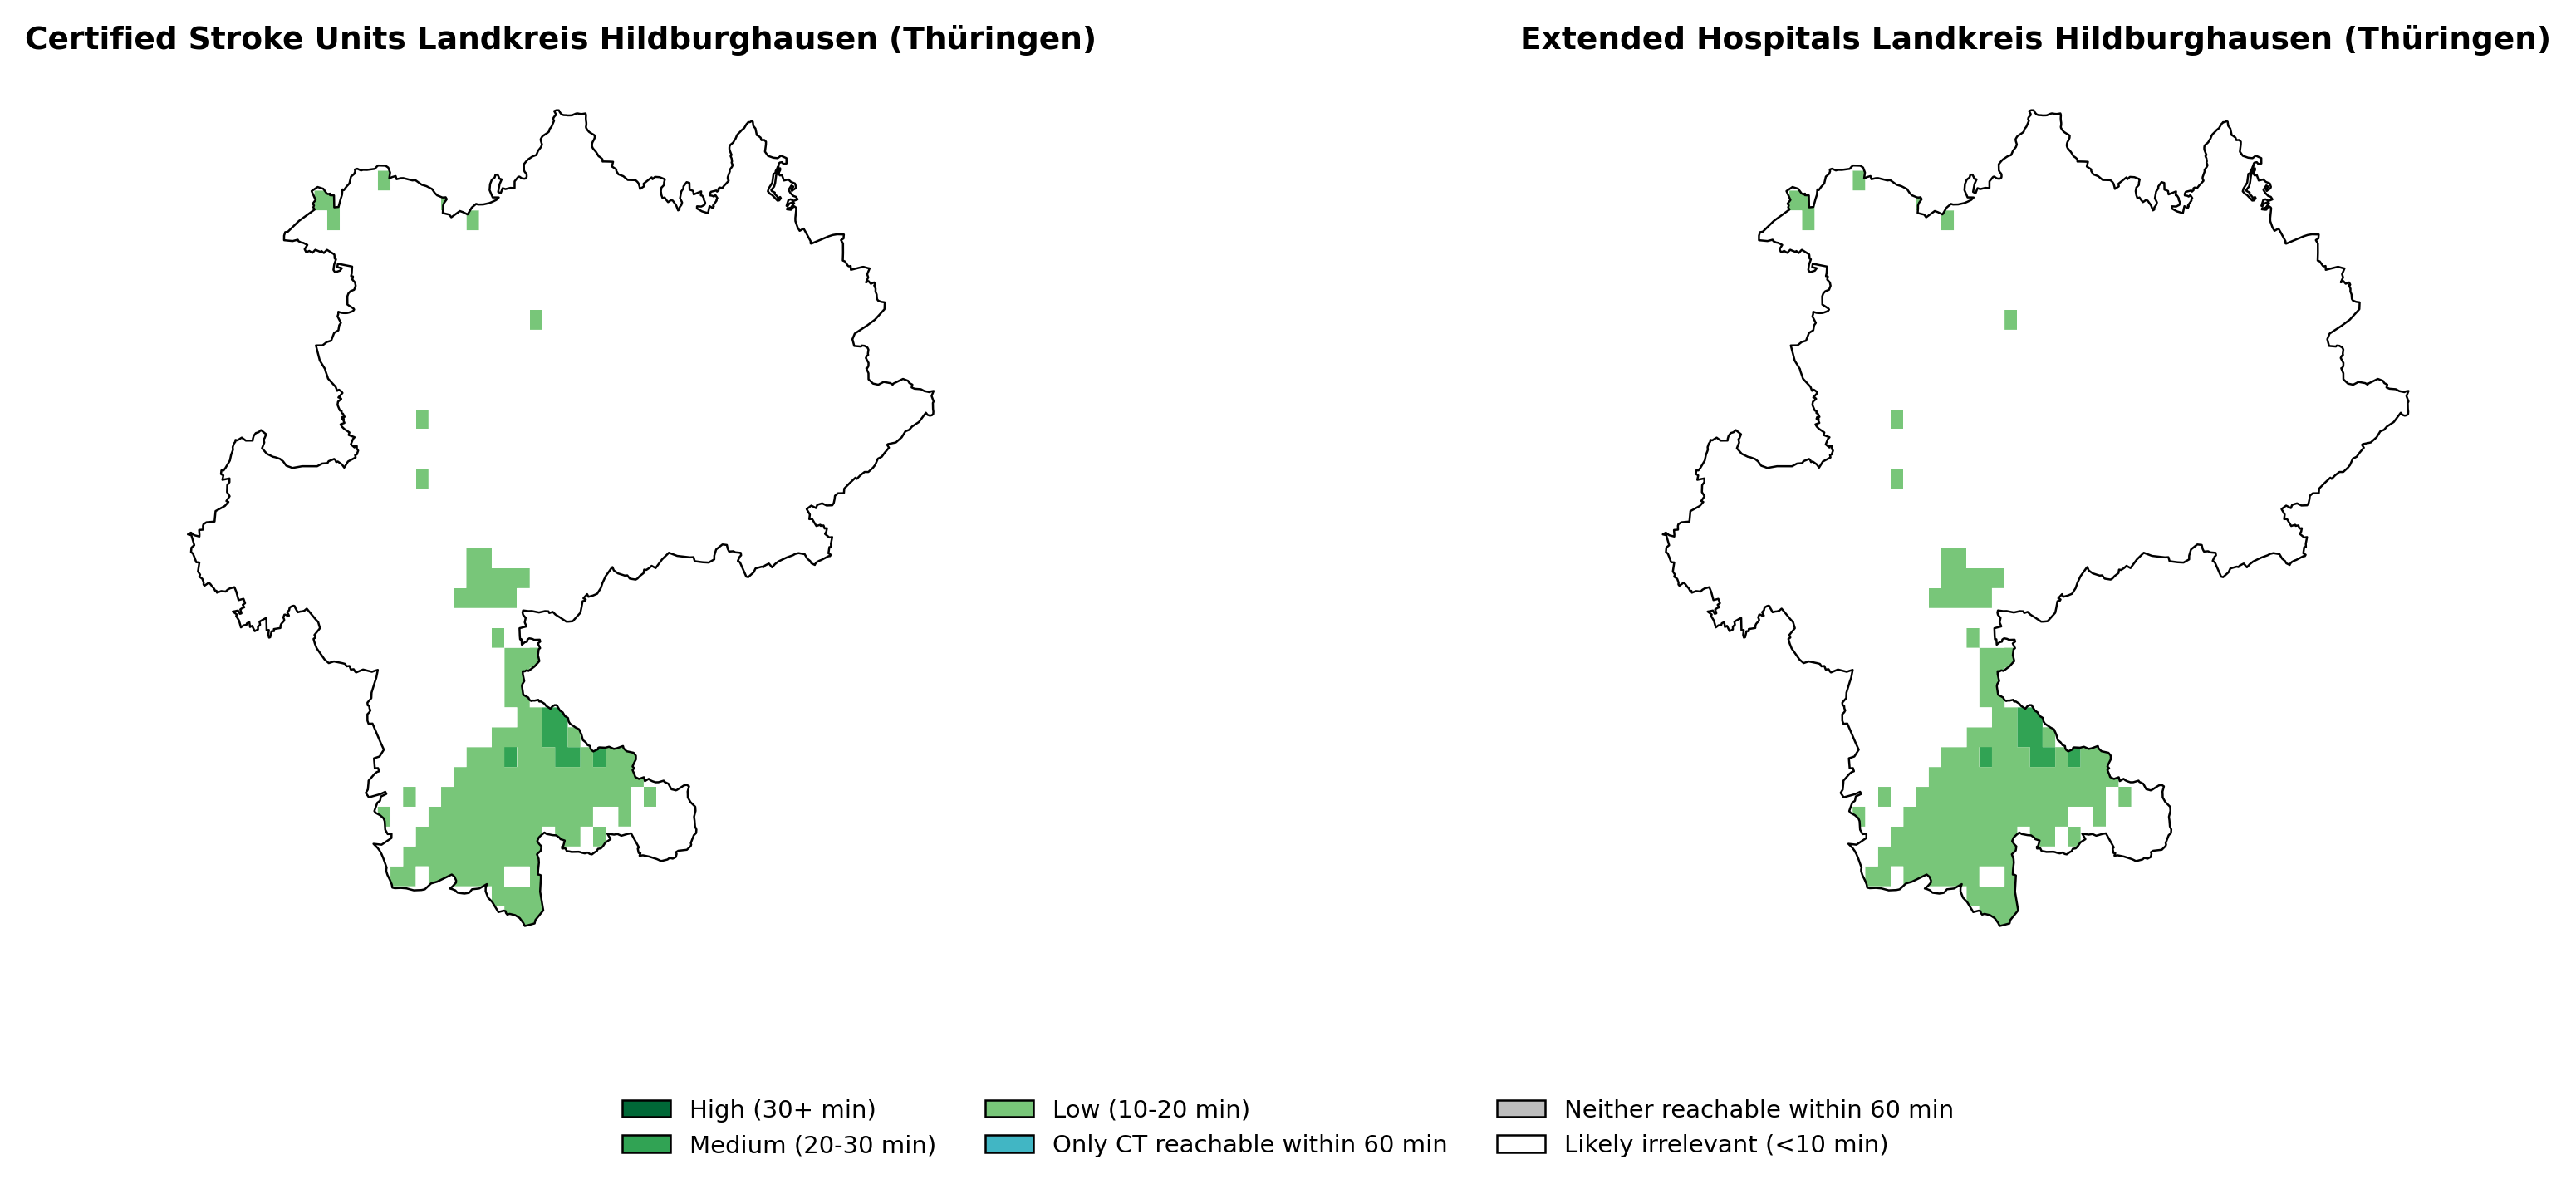 Certified Stroke Units Landkreis Hildburghausen (Thüringen)
Extended Hospitals Landkreis Hildburghausen (Thüringen)
High (30+ min)
Medium (20-30 min)
Low (10-20 min)
Only CT reachable within 60 min
Neither reachable within 60 min
Likely irrelevant (<10 min)